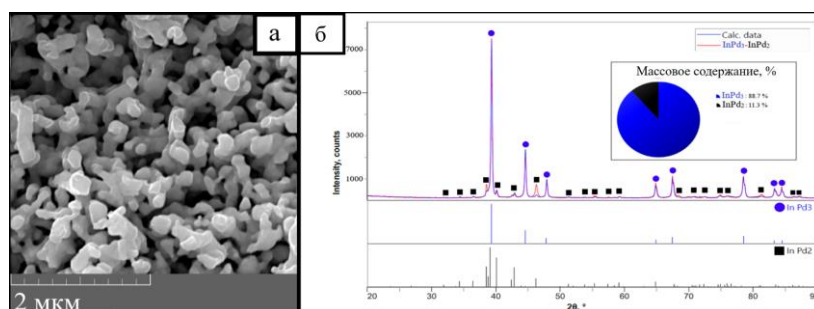 а
2 мкм
б
Calc. data
InPd₃-InPd₂
Массовое содержание, %
InPd₃ : 88.7 %
InPd₂ : 11.3 %
Intensity, counts
7000
5000
3000
1000
In Pd3
In Pd2
20 30 40 50 60 70 80 90
2θ, °